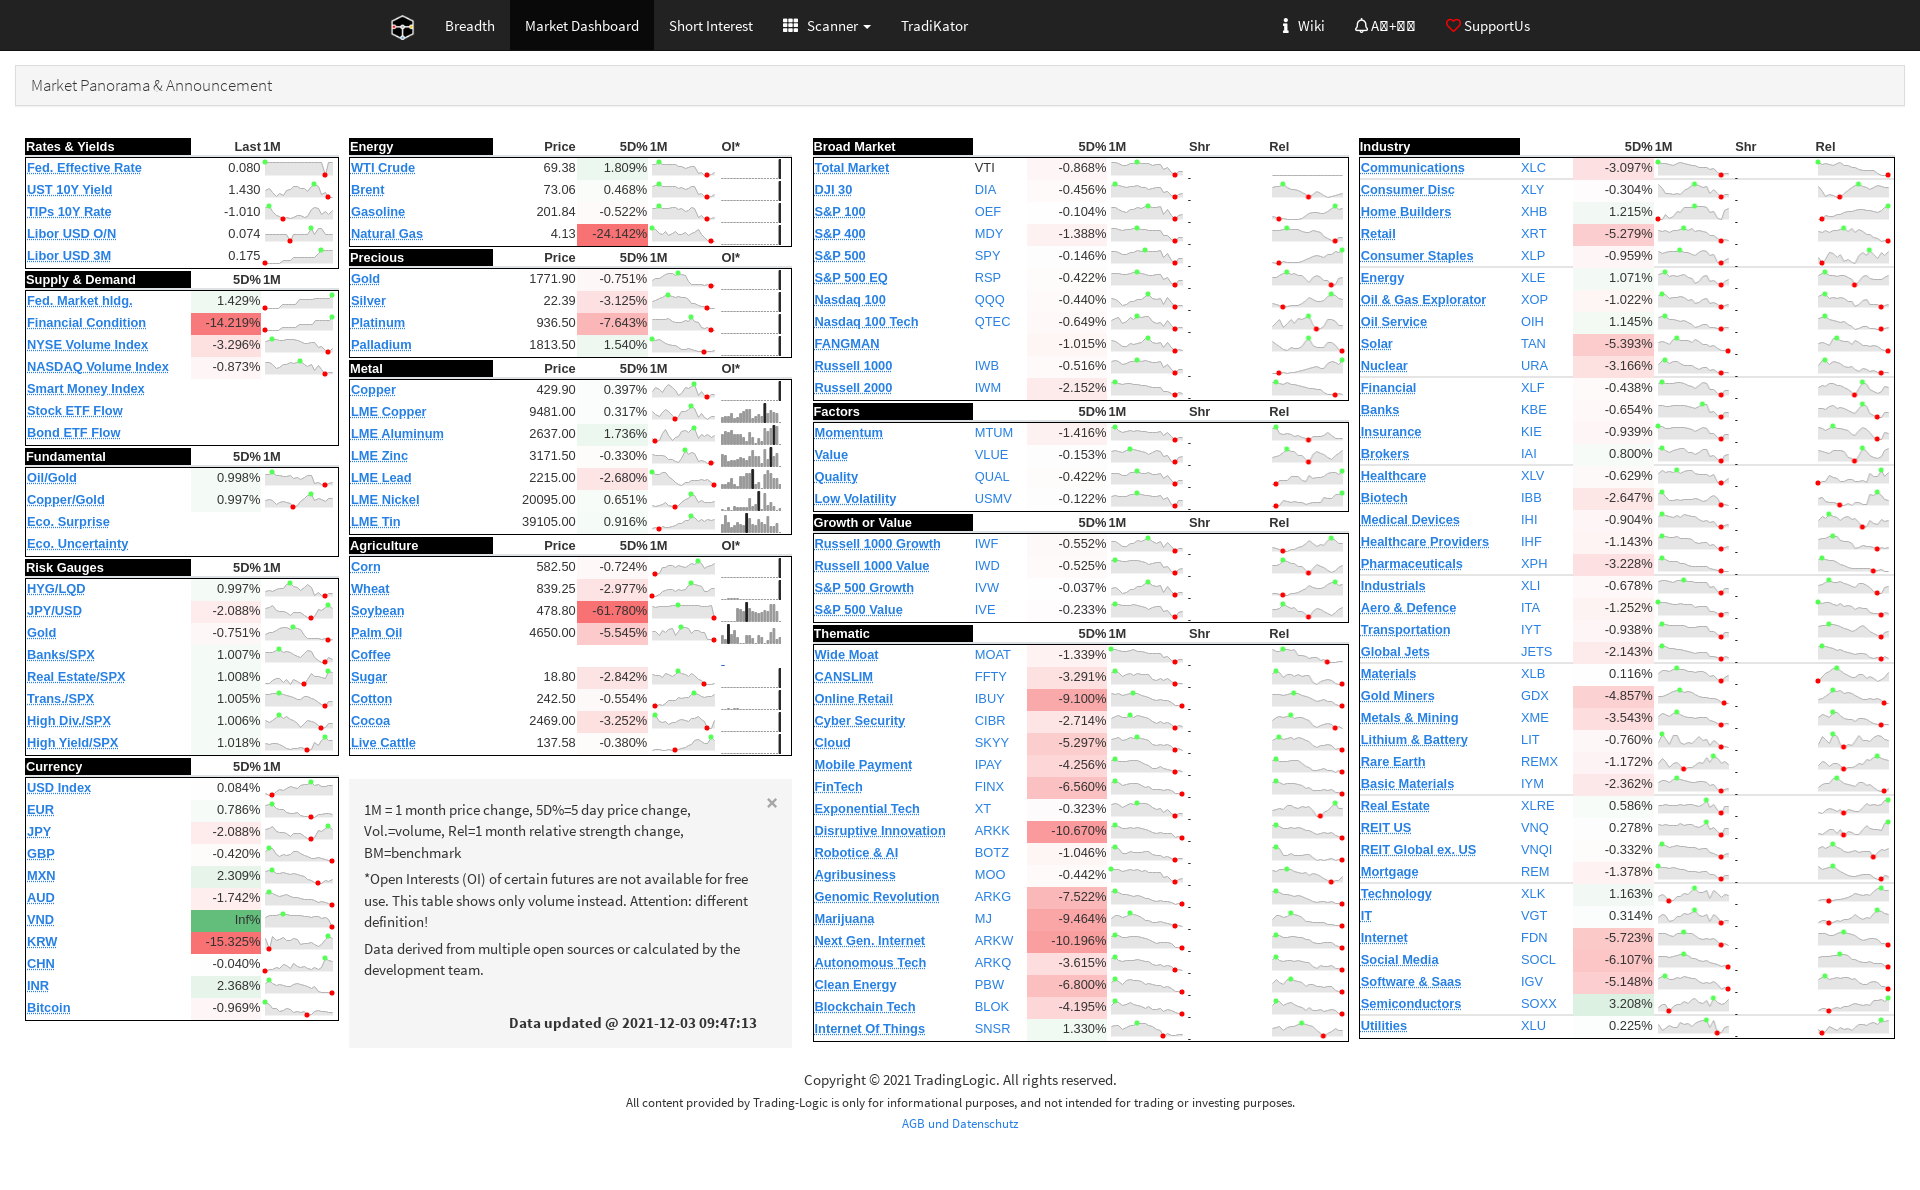 Breadth Market Dashboard Short Interest Scanner TradiKator Wiki SupportUs
Market Panorama & Announcement
Rates & Yields Last 1M
Fed. Effective Rate 0.080
UST 10Y Yield 1.430
TIPs 10Y Rate -1.010
Libor USD O/N 0.074
Libor USD 3M 0.175
Supply & Demand 5D% 1M
Fed. Market hldg. 1.429%
Financial Condition -14.219%
NYSE Volume Index -3.296%
NASDAQ Volume Index -0.873%
Smart Money Index
Stock ETF Flow
Bond ETF Flow
Fundamental 5D% 1M
Oil/Gold 0.998%
Copper/Gold 0.997%
Eco. Surprise
Eco. Uncertainty
Risk Gauges 5D% 1M
HYG/LQD 0.997%
JPY/USD -2.088%
Gold -0.751%
Banks/SPX 1.007%
Real Estate/SPX 1.008%
Trans./SPX 1.005%
High Div./SPX 1.006%
High Yield/SPX 1.018%
Currency 5D% 1M
USD Index 0.084%
EUR 0.786%
JPY -2.088%
GBP -0.420%
MXN 2.309%
AUD -1.742%
VND Inf%
KRW -15.325%
CHN -0.040%
INR 2.368%
Bitcoin -0.969%
Energy Price 5D% 1M OI*
WTI Crude 69.38 1.809%
Brent 73.06 0.468%
Gasoline 201.84 -0.522%
Natural Gas 4.13 -24.142%
Precious Price 5D% 1M OI*
Gold 1771.90 -0.751%
Silver 22.39 -3.125%
Platinum 936.50 -7.643%
Palladium 1813.50 1.540%
Metal Price 5D% 1M OI*
Copper 429.90 0.397%
LME Copper 9481.00 0.317%
LME Aluminum 2637.00 1.736%
LME Zinc 3171.50 -0.330%
LME Lead 2215.00 -2.680%
LME Nickel 20095.00 0.651%
LME Tin 39105.00 0.916%
Agriculture Price 5D% 1M OI*
Corn 582.50 -0.724%
Wheat 839.25 -2.977%
Soybean 478.80 -61.780%
Palm Oil 4650.00 -5.545%
Coffee -
Sugar 18.80 -2.842%
Cotton 242.50 -0.554%
Cocoa 2469.00 -3.252%
Live Cattle 137.58 -0.380%
×
1M = 1 month price change, 5D%=5 day price change,
Vol.=volume, Rel=1 month relative strength change,
BM=benchmark
*Open Interests (OI) of certain futures are not available for free
use. This table shows only volume instead. Attention: different
definition!
Data derived from multiple open sources or calculated by the
development team.
Data updated @ 2021-12-03 09:47:13
Broad Market 5D% 1M Shr Rel
Total Market VTI -0.868% -
DJI 30 DIA -0.456% -
S&P 100 OEF -0.104% -
S&P 400 MDY -1.388% -
S&P 500 SPY -0.146% -
S&P 500 EQ RSP -0.422% -
Nasdaq 100 QQQ -0.440% -
Nasdaq 100 Tech QTEC -0.649% -
FANGMAN -1.015% -
Russell 1000 IWB -0.516% -
Russell 2000 IWM -2.152% -
Factors 5D% 1M Shr Rel
Momentum MTUM -1.416% -
Value VLUE -0.153% -
Quality QUAL -0.422% -
Low Volatility USMV -0.122% -
Growth or Value 5D% 1M Shr Rel
Russell 1000 Growth IWF -0.552% -
Russell 1000 Value IWD -0.525% -
S&P 500 Growth IVW -0.037% -
S&P 500 Value IVE -0.233% -
Thematic 5D% 1M Shr Rel
Wide Moat MOAT -1.339% -
CANSLIM FFTY -3.291% -
Online Retail IBUY -9.100% -
Cyber Security CIBR -2.714% -
Cloud SKYY -5.297% -
Mobile Payment IPAY -4.256% -
FinTech FINX -6.560% -
Exponential Tech XT -0.323% -
Disruptive Innovation ARKK -10.670% -
Robotice & AI BOTZ -1.046% -
Agribusiness MOO -0.442% -
Genomic Revolution ARKG -7.522% -
Marijuana MJ -9.464% -
Next Gen. Internet ARKW -10.196% -
Autonomous Tech ARKQ -3.615% -
Clean Energy PBW -6.800% -
Blockchain Tech BLOK -4.195% -
Internet Of Things SNSR 1.330% -
Industry 5D% 1M Shr Rel
Communications XLC -3.097% -
Consumer Disc XLY -0.304% -
Home Builders XHB 1.215% -
Retail XRT -5.279% -
Consumer Staples XLP -0.959% -
Energy XLE 1.071% -
Oil & Gas Explorator XOP -1.022% -
Oil Service OIH 1.145% -
Solar TAN -5.393% -
Nuclear URA -3.166% -
Financial XLF -0.438% -
Banks KBE -0.654% -
Insurance KIE -0.939% -
Brokers IAI 0.800% -
Healthcare XLV -0.629% -
Biotech IBB -2.647% -
Medical Devices IHI -0.904% -
Healthcare Providers IHF -1.143% -
Pharmaceuticals XPH -3.228% -
Industrials XLI -0.678% -
Aero & Defence ITA -1.252% -
Transportation IYT -0.938% -
Global Jets JETS -2.143% -
Materials XLB 0.116% -
Gold Miners GDX -4.857% -
Metals & Mining XME -3.543% -
Lithium & Battery LIT -0.760% -
Rare Earth REMX -1.172% -
Basic Materials IYM -2.362% -
Real Estate XLRE 0.586% -
REIT US VNQ 0.278% -
REIT Global ex. US VNQI -0.332% -
Mortgage REM -1.378% -
Technology XLK 1.163% -
IT VGT 0.314% -
Internet FDN -5.723% -
Social Media SOCL -6.107% -
Software & Saas IGV -5.148% -
Semiconductors SOXX 3.208% -
Utilities XLU 0.225% -
Copyright © 2021 TradingLogic. All rights reserved.
All content provided by Trading-Logic is only for informational purposes, and not intended for trading or investing purposes.
AGB und Datenschutz